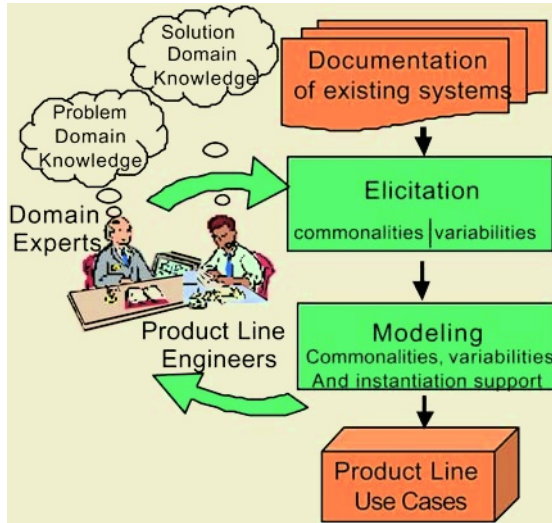 Solution
Domain
Knowledge
Problem
Domain
Knowledge
Domain
Experts
Product Line
Engineers
Documentation
of existing systems
Elicitation
commonalities | variabilities
Modeling
Commonalities, variabilities
And instantiation support
Product Line
Use Cases